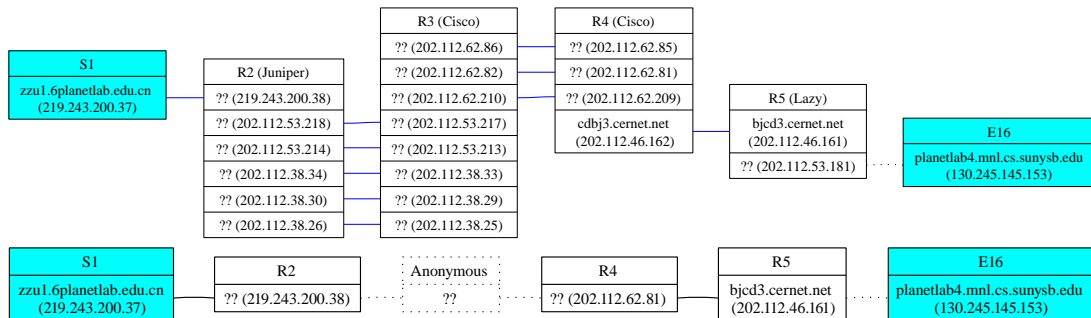 S1
zzu1.6planetlab.edu.cn
(219.243.200.37)
R2 (Juniper)
?? (219.243.200.38)
?? (202.112.53.218)
?? (202.112.53.214)
?? (202.112.38.34)
?? (202.112.38.30)
?? (202.112.38.26)
R3 (Cisco)
?? (202.112.62.86)
?? (202.112.62.82)
?? (202.112.62.210)
?? (202.112.53.217)
?? (202.112.53.213)
?? (202.112.38.33)
?? (202.112.38.29)
?? (202.112.38.25)
R4 (Cisco)
?? (202.112.62.85)
?? (202.112.62.81)
?? (202.112.62.209)
cdbj3.cernet.net
(202.112.46.162)
R5 (Lazy)
bjcd3.cernet.net
(202.112.46.161)
?? (202.112.53.181)
E16
planetlab4.mnl.cs.sunysb.edu
(130.245.145.153)
S1
zzu1.6planetlab.edu.cn
(219.243.200.37)
R2
?? (219.243.200.38)
Anonymous
??
R4
?? (202.112.62.81)
R5
bjcd3.cernet.net
(202.112.46.161)
E16
planetlab4.mnl.cs.sunysb.edu
(130.245.145.153)